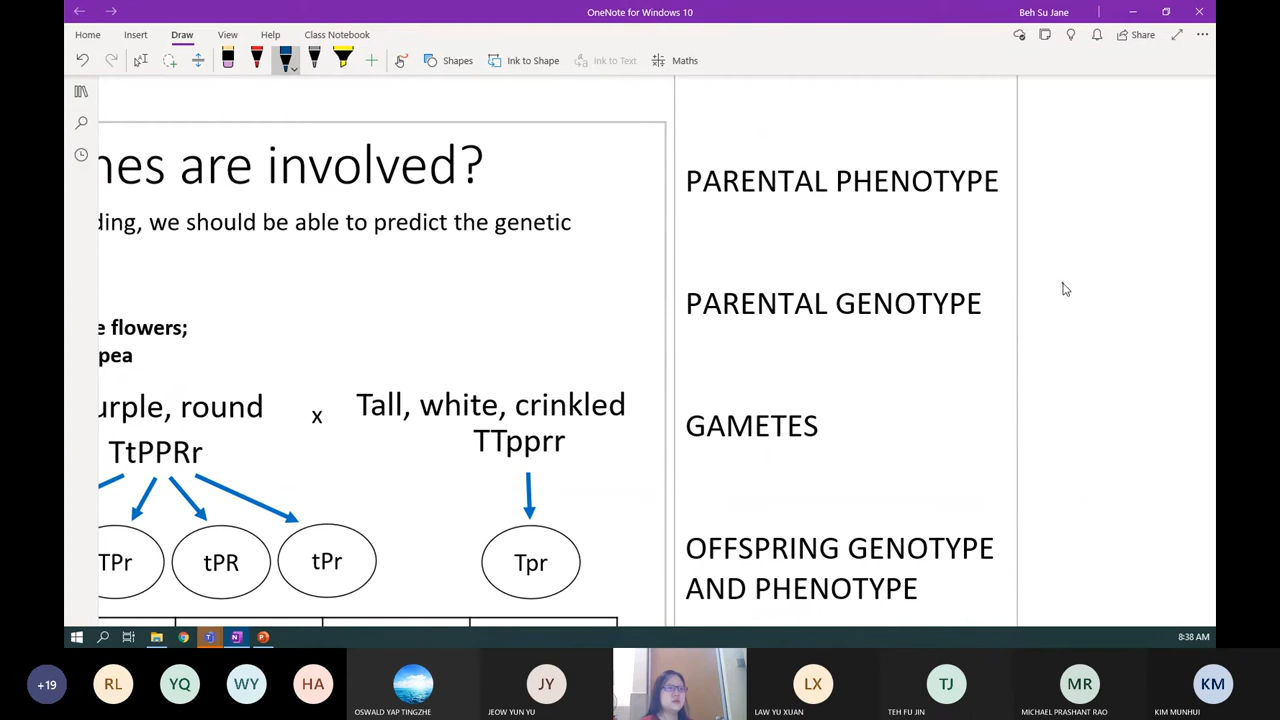 OneNote for Windows 10
Beh Su Jane
Home Insert Draw View Help Class Notebook
Share
Shapes Ink to Shape Ink to Text Maths
nes are involved?
ding, we should be able to predict the genetic
e flowers;
pea
urple, round x Tall, white, crinkled
TtPPRr TTpprr
TPr tPR tPr Tpr
PARENTAL PHENOTYPE
PARENTAL GENOTYPE
GAMETES
OFFSPRING GENOTYPE
AND PHENOTYPE
8:38 AM
+19 RL YQ WY HA JY LX TJ MR KM
OSWALD YAP TINGZHE JEOW YUN YU LAW YU XUAN TEH FU JIN MICHAEL PRASHANT RAO KIM MUNHUI